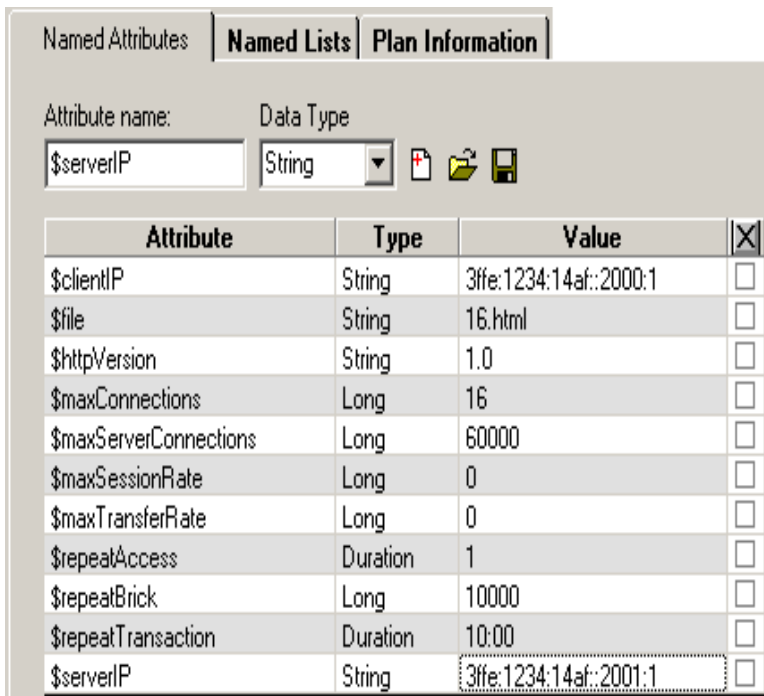 Named Attributes Named Lists Plan Information
Attribute name: Data Type
$serverIP String
Attribute Type Value X
$clientIP String 3ffe:1234:14af::2000:1
$file String 16.html
$httpVersion String 1.0
$maxConnections Long 16
$maxServerConnections Long 60000
$maxSessionRate Long 0
$maxTransferRate Long 0
$repeatAccess Duration 1
$repeatBrick Long 10000
$repeatTransaction Duration 10:00
$serverIP String 3ffe:1234:14af::2001:1